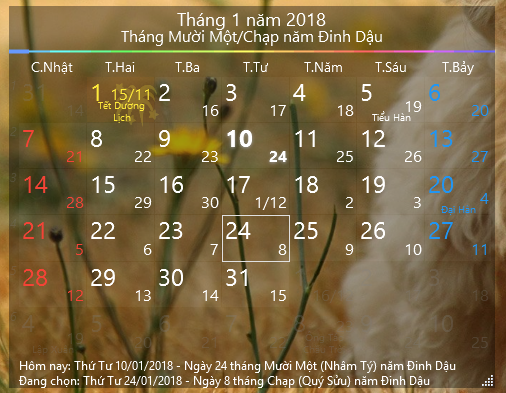 Tháng 1 năm 2018
Tháng Mười Một/Chạp năm Đinh Dậu
C.Nhật T.Hai T.Ba T.Tư T.Năm T.Sáu T.Bảy
31 1 15/11 2 3 4 5 6
14 Tết Dương Lịch 16 17 18 19 Tiểu Hàn 20
7 8 9 10 11 12 13
21 22 23 24 25 26 27
14 15 16 17 18 19 20
28 29 30 1/12 2 3 4 Đại Hàn
21 22 23 24 25 26 27
5 6 7 8 9 10 11
28 29 30 31
12 13 14 15
Hôm nay: Thứ Tư 10/01/2018 - Ngày 24 tháng Mười Một (Nhâm Tý) năm Đinh Dậu
Đang chọn: Thứ Tư 24/01/2018 - Ngày 8 tháng Chạp (Quý Sửu) năm Đinh Dậu